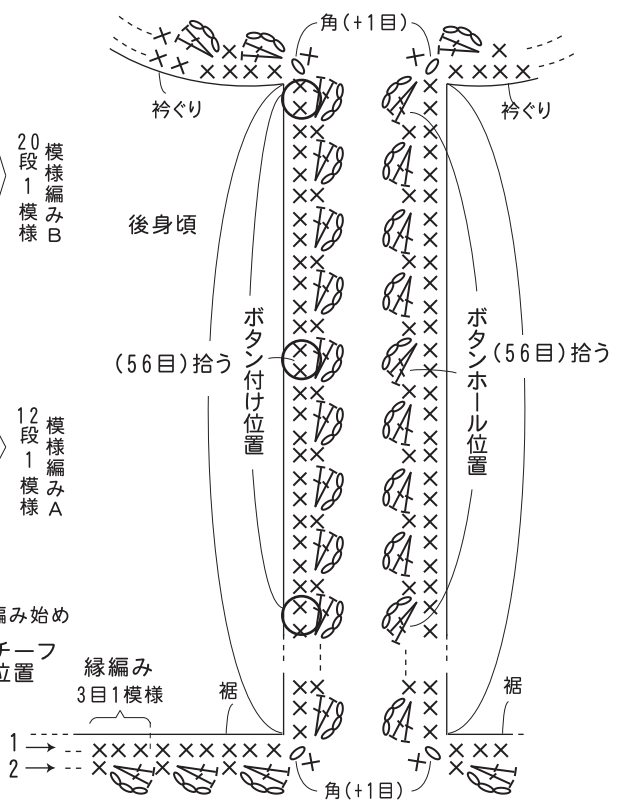 角(+1目)
衿ぐり
衿ぐり
模様編みB
20段1模様
後身頃
ボタン付け位置
ボタンホール位置
(56目)拾う
(56目)拾う
模様編みA
12段1模様
編み始め
チーフ
位置
縁編み
3目1模様
裾
裾
1
2
角(+1目)